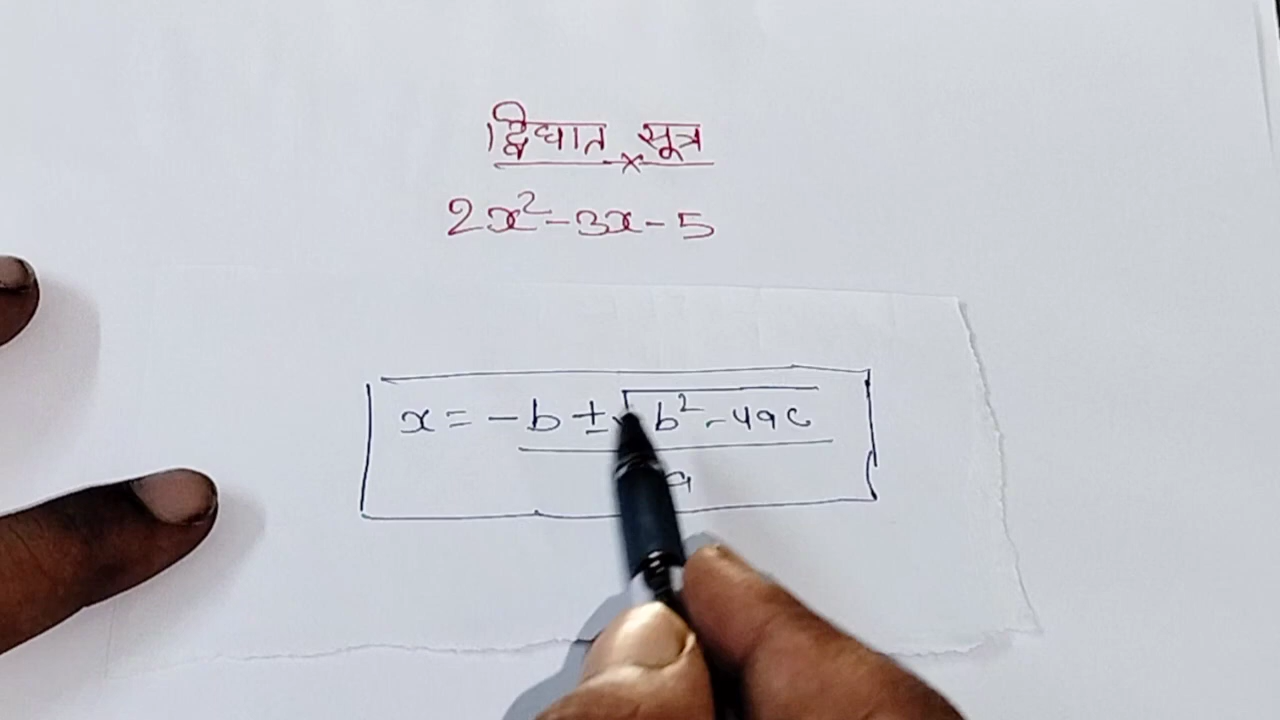 द्विघात सूत्र
2x² - 3x - 5
x = -b ± √b² - 4ac
a